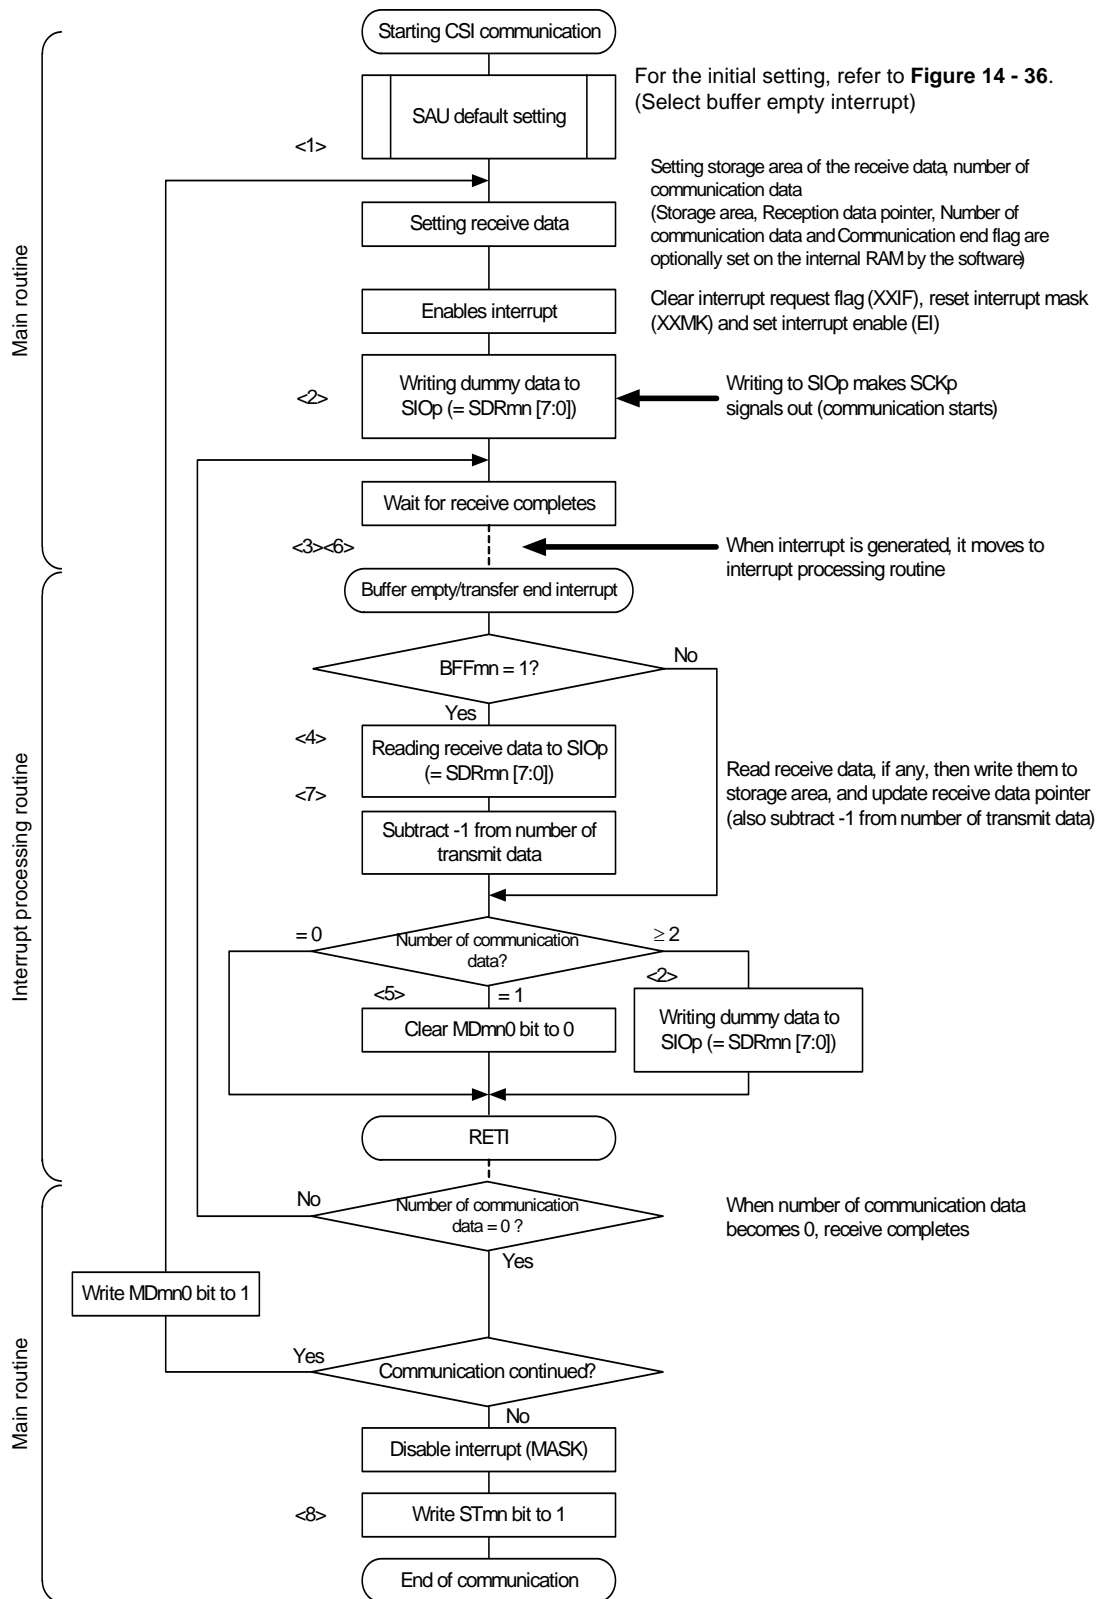 Starting CSI communication
For the initial setting, refer to Figure 14 - 36.
(Select buffer empty interrupt)
SAU default setting
<1>
Setting storage area of the receive data, number of
communication data
(Storage area, Reception data pointer, Number of
communication data and Communication end flag are
optionally set on the internal RAM by the software)
Setting receive data
Main routine
Enables interrupt
Clear interrupt request flag (XXIF), reset interrupt mask
(XXMK) and set interrupt enable (EI)
<2>
Writing dummy data to
SIOp (= SDRmn [7:0])
Writing to SIOp makes SCKp
signals out (communication starts)
Wait for receive completes
<3><6>
When interrupt is generated, it moves to
interrupt processing routine
Buffer empty/transfer end interrupt
BFFmn = 1?
No
Yes
<4>
Reading receive data to SIOp
(= SDRmn [7:0])
<7>
Read receive data, if any, then write them to
storage area, and update receive data pointer
(also subtract -1 from number of transmit data)
Subtract -1 from number of
transmit data
Interrupt processing routine
= 0
Number of communication
data?
≥ 2
<2>
<5>
= 1
Clear MDmn0 bit to 0
Writing dummy data to
SIOp (= SDRmn [7:0])
RETI
No
Number of communication
data = 0 ?
When number of communication data
becomes 0, receive completes
Yes
Write MDmn0 bit to 1
Yes
Communication continued?
No
Main routine
Disable interrupt (MASK)
<8>
Write STmn bit to 1
End of communication